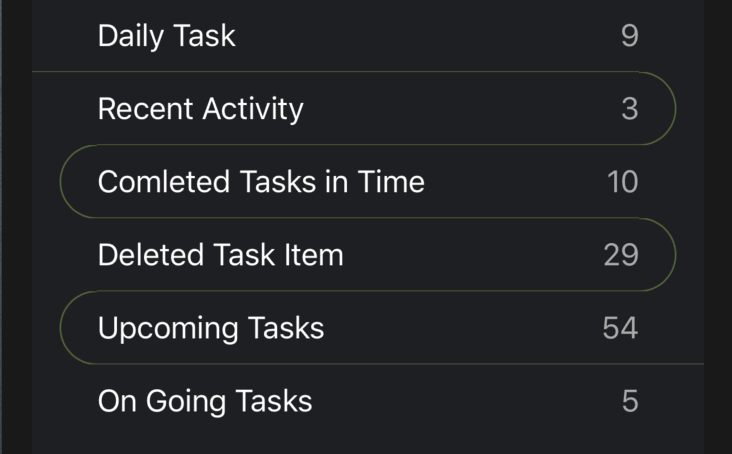 Daily Task 9
Recent Activity 3
Comleted Tasks in Time 10
Deleted Task Item 29
Upcoming Tasks 54
On Going Tasks 5